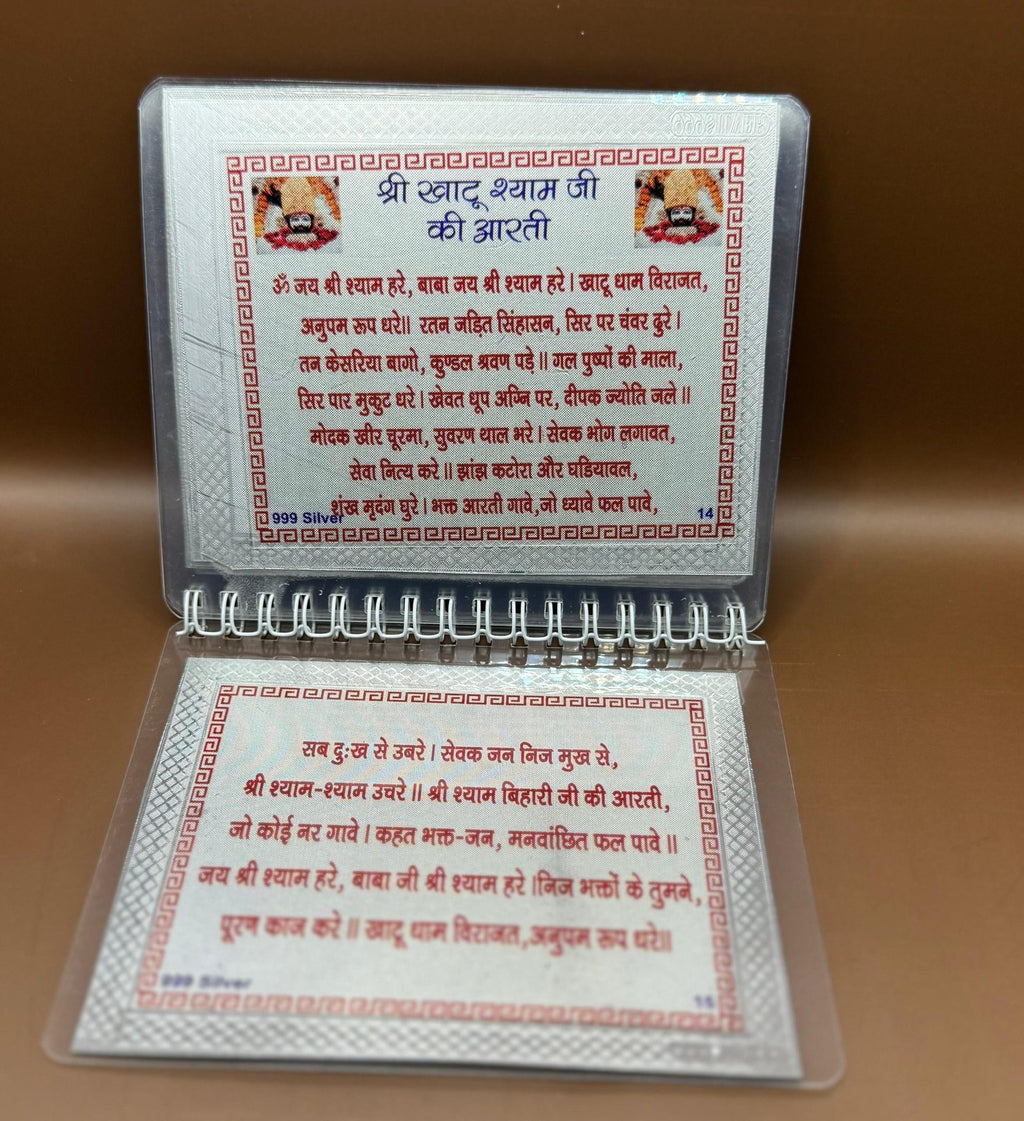 श्री खाटू श्याम जी
की आरती
ॐ जय श्री श्याम हरे, बाबा जय श्री श्याम हरे । खाटू धाम विराजत,
अनुपम रूप धरे॥ रतन जड़ित सिंहासन, सिर पर चंवर ढुरे ।
तन केसरिया बागो, कुण्डल श्रवण पड़े ॥ गल पुष्पों की माला,
सिर पार मुकुट धरे । खेवत धूप अग्नि पर, दीपक ज्योति जले ॥
मोदक खीर चूरमा, सुवरण थाल भरे । सेवक भोग लगावत,
सेवा नित्य करे ॥ झांझ कटोरा और घडियावल,
शंख मृदंग घुरे । भक्त आरती गावे, जो ध्यावे फल पावे,
999 Silver 14
सब दुःख से उबरे । सेवक जन निज मुख से,
श्री श्याम-श्याम उचरे ॥ श्री श्याम बिहारी जी की आरती,
जो कोई नर गावे । कहत भक्त-जन, मनवांछित फल पावे ॥
जय श्री श्याम हरे, बाबा जी श्री श्याम हरे ।निज भक्तों के तुमने,
पूरण काज करे ॥ खाटू धाम विराजत,अनुपम रूप धरे॥
999 Silver